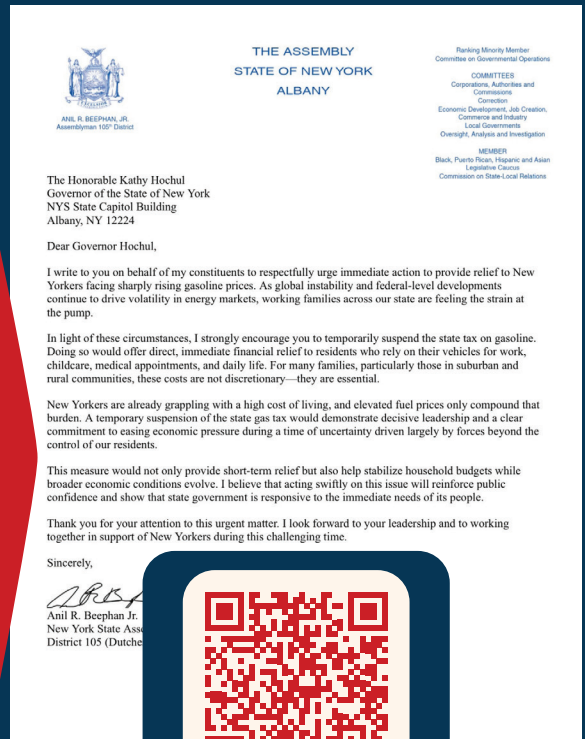 THE ASSEMBLY
STATE OF NEW YORK
ALBANY
ANIL R. BEEPHAN, JR.
Assemblyman 105th District
Ranking Minority Member
Committee on Governmental Operations
COMMITTEES
Corporations, Authorities and
Commissions
Correction
Economic Development, Job Creation,
Commerce and Industry
Local Governments
Oversight, Analysis and Investigation
MEMBER
Black, Puerto Rican, Hispanic and Asian
Legislative Caucus
Commission on State-Local Relations
The Honorable Kathy Hochul
Governor of the State of New York
NYS State Capitol Building
Albany, NY 12224
Dear Governor Hochul,
I write to you on behalf of my constituents to respectfully urge immediate action to provide relief to New
Yorkers facing sharply rising gasoline prices. As global instability and federal-level developments
continue to drive volatility in energy markets, working families across our state are feeling the strain at
the pump.
In light of these circumstances, I strongly encourage you to temporarily suspend the state tax on gasoline.
Doing so would offer direct, immediate financial relief to residents who rely on their vehicles for work,
childcare, medical appointments, and daily life. For many families, particularly those in suburban and
rural communities, these costs are not discretionary—they are essential.
New Yorkers are already grappling with a high cost of living, and elevated fuel prices only compound that
burden. A temporary suspension of the state gas tax would demonstrate decisive leadership and a clear
commitment to easing economic pressure during a time of uncertainty driven largely by forces beyond the
control of our residents.
This measure would not only provide short-term relief but also help stabilize household budgets while
broader economic conditions evolve. I believe that acting swiftly on this issue will reinforce public
confidence and show that state government is responsive to the immediate needs of its people.
Thank you for your attention to this urgent matter. I look forward to your leadership and to working
together in support of New Yorkers during this challenging time.
Sincerely,
Anil R. Beephan Jr.
New York State Ass
District 105 (Dutche